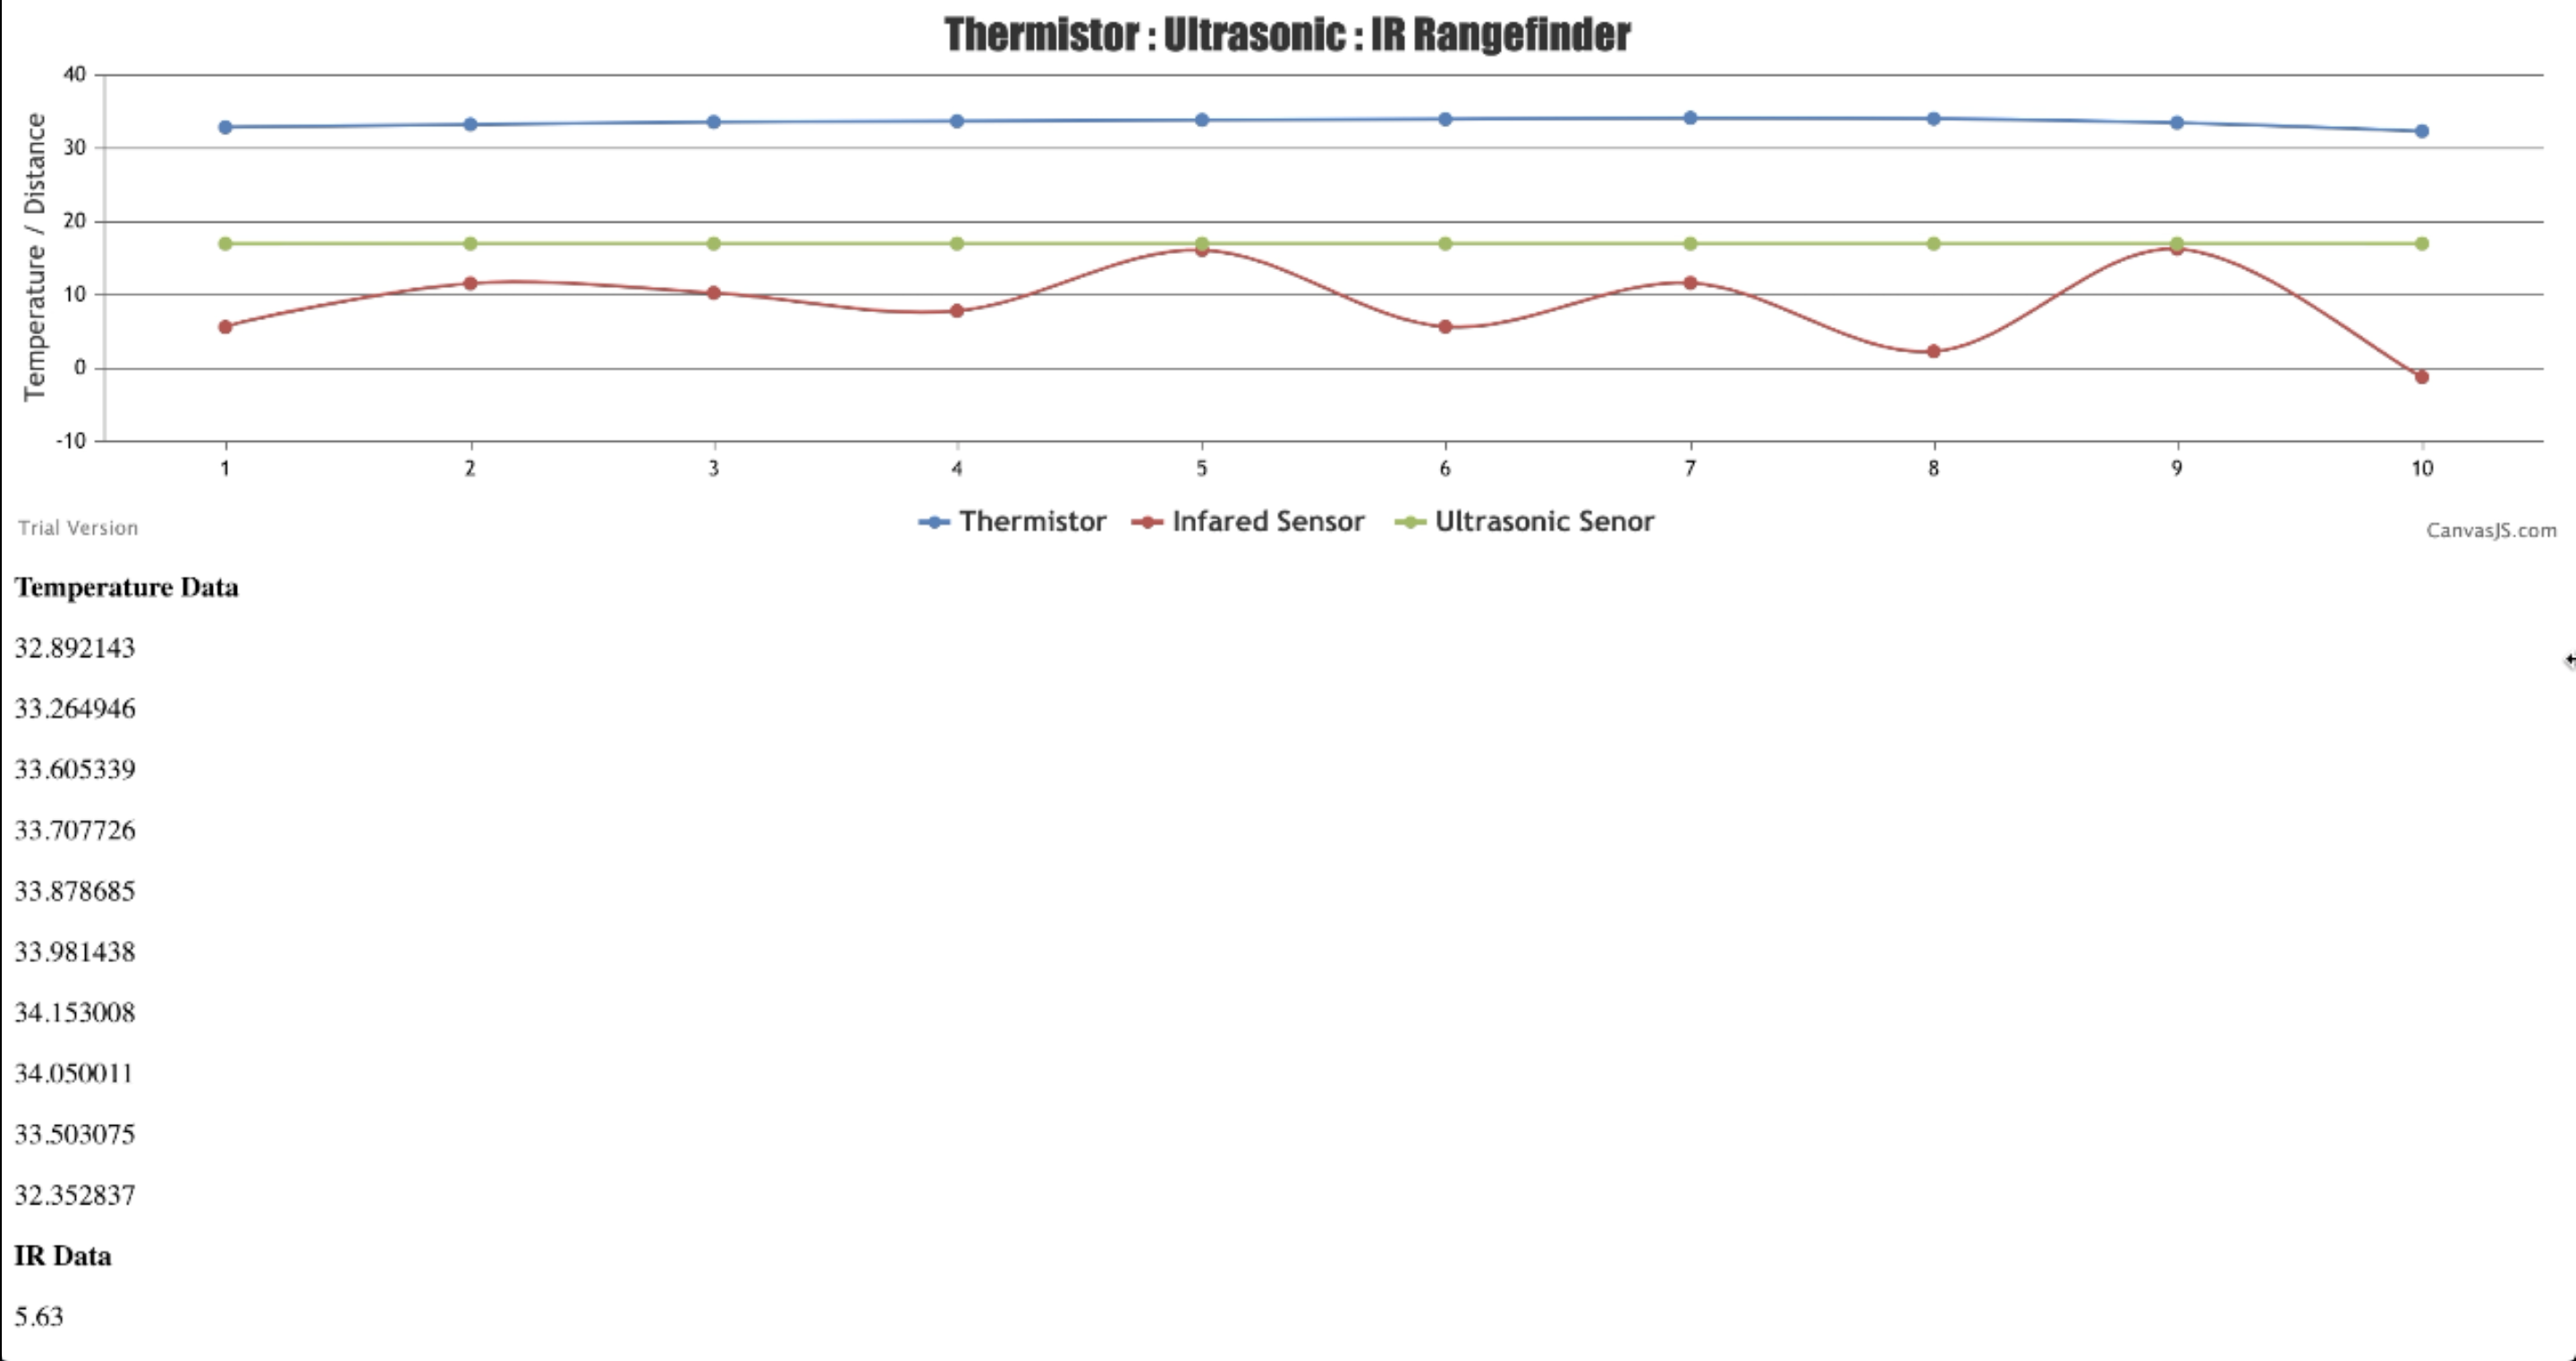 Thermistor : Ultrasonic : IR Rangefinder
Temperature / Distance
40
30
20
10
0
-10
1 2 3 4 5 6 7 8 9 10
Thermistor Infared Sensor Ultrasonic Senor
Trial Version
CanvasJS.com
Temperature Data
32.892143
33.264946
33.605339
33.707726
33.878685
33.981438
34.153008
34.050011
33.503075
32.352837
IR Data
5.63